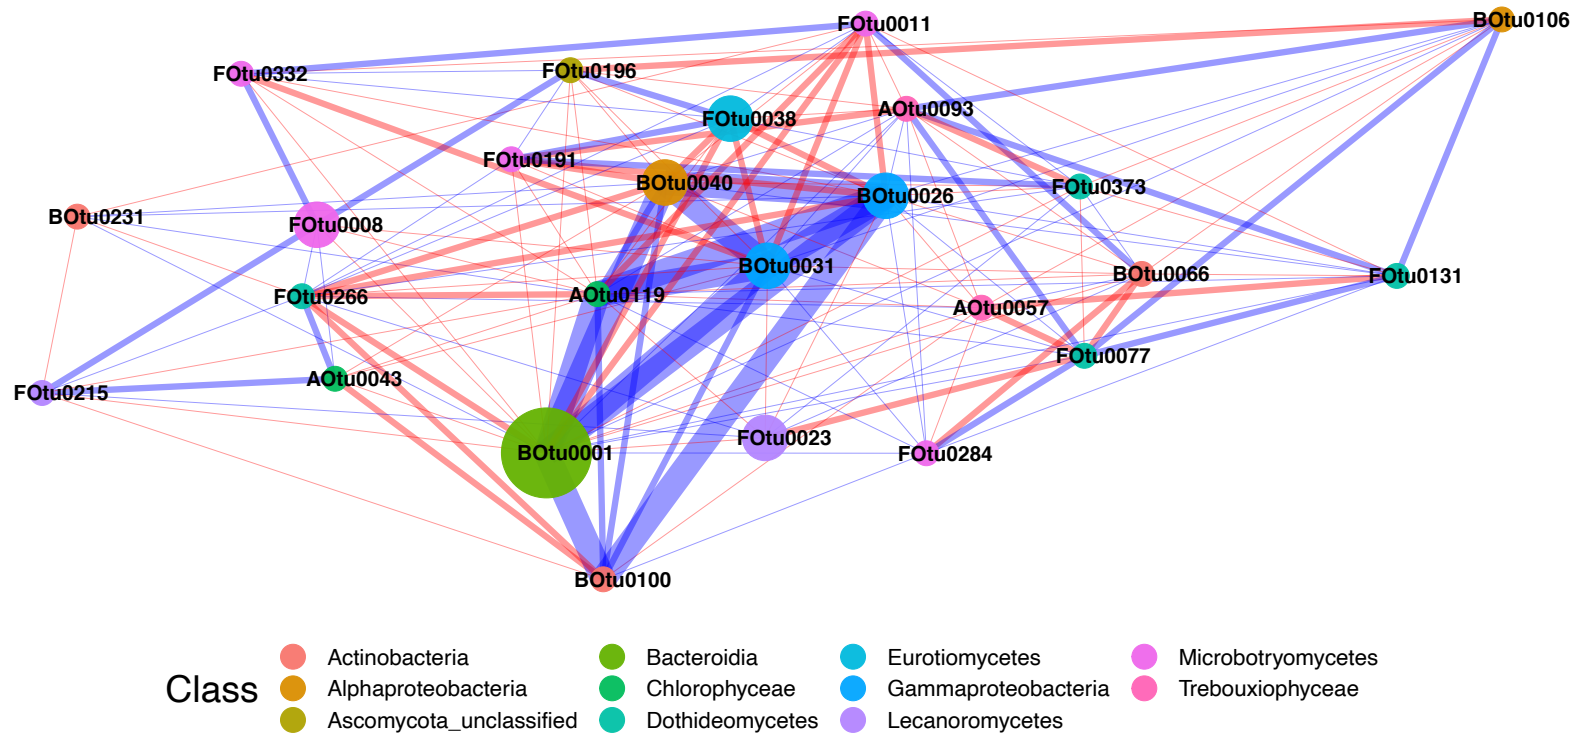 FOtu0011
BOtu0106
FOtu0332
FOtu0196
FOtu0038
AOtu0093
FOtu0191
BOtu0040
BOtu0026
FOtu0373
BOtu0231
FOtu0008
BOtu0031
BOtu0066
FOtu0131
FOtu0266
AOtu0119
AOtu0057
FOtu0077
FOtu0215
AOtu0043
BOtu0001
FOtu0023
FOtu0284
BOtu0100
Class
Actinobacteria
Alphaproteobacteria
Ascomycota_unclassified
Bacteroidia
Chlorophyceae
Dothideomycetes
Eurotiomycetes
Gammaproteobacteria
Lecanoromycetes
Microbotryomycetes
Trebouxiophyceae